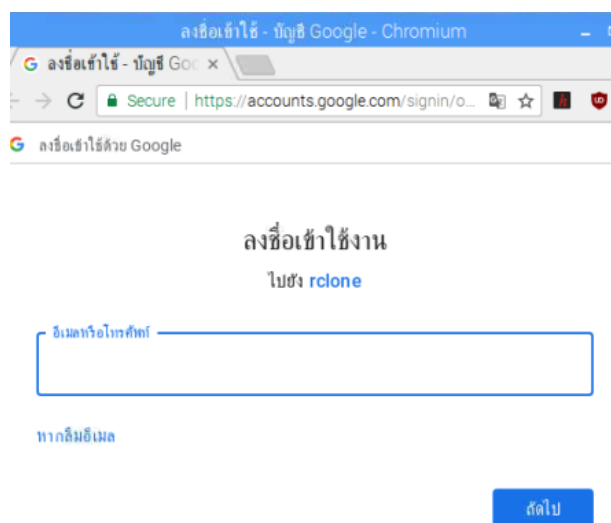 ลงชื่อเข้าใช้ - บัญชี Google - Chromium
ลงชื่อเข้าใช้ - บัญชี Goo
Secure | https://accounts.google.com/signin/o...
ลงชื่อเข้าใช้ด้วย Google
ลงชื่อเข้าใช้งาน
ไปยัง rclone
อีเมลหรือโทรศัพท์
หากลืมอีเมล
ถัดไป